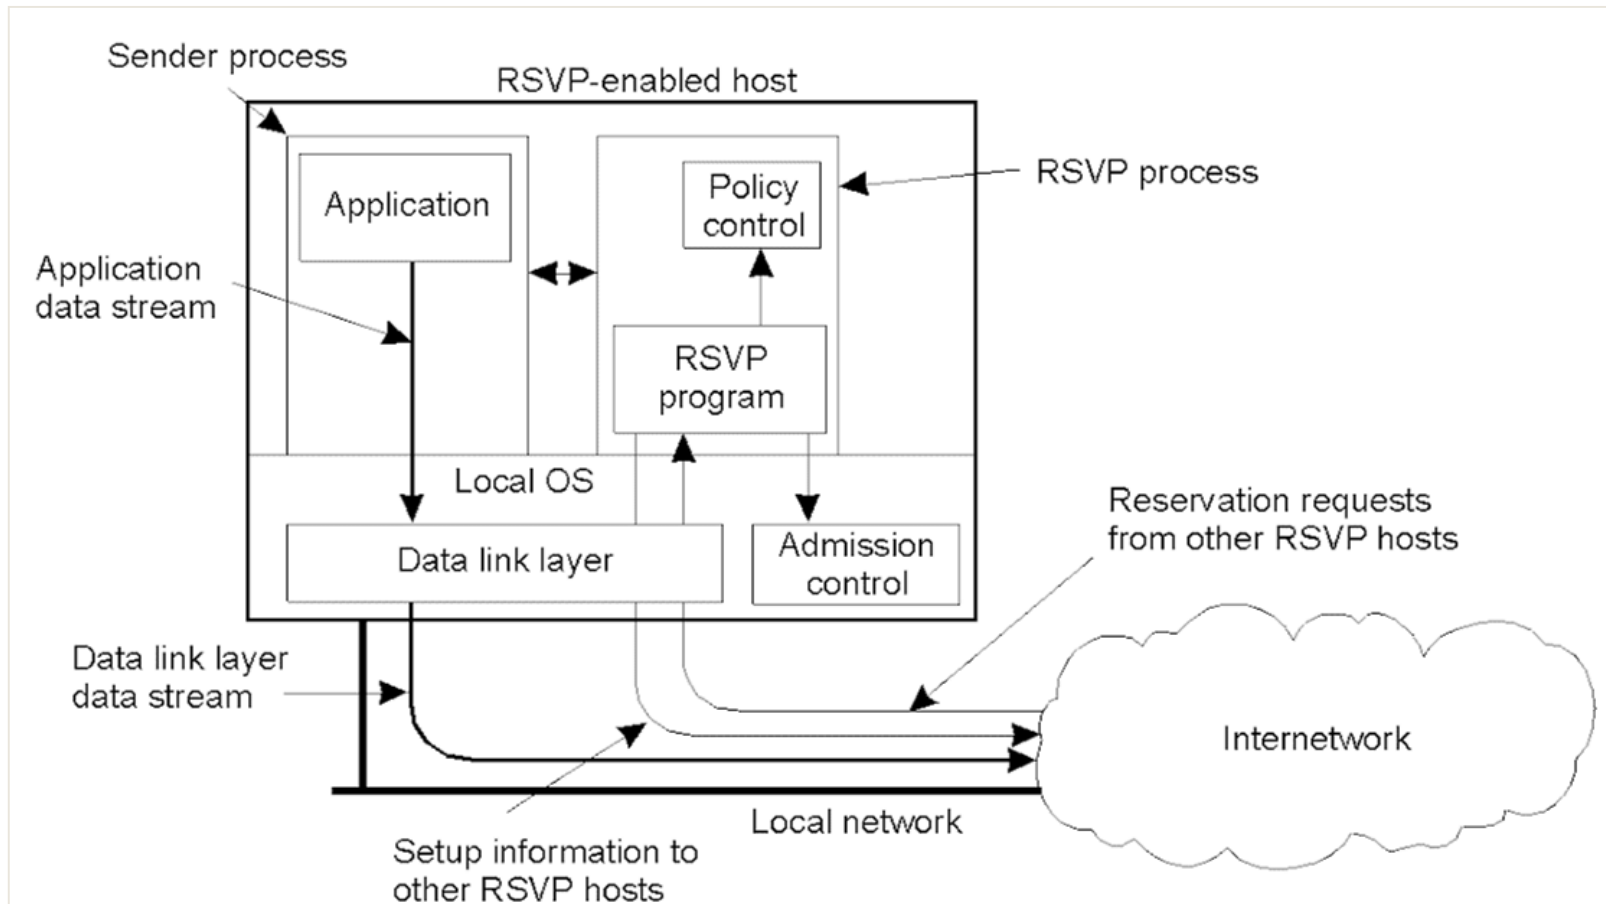 Sender process
RSVP-enabled host
Application
Policy
control
RSVP process
Application
data stream
RSVP
program
Local OS
Data link layer
Admission
control
Reservation requests
from other RSVP hosts
Data link layer
data stream
Internetwork
Local network
Setup information to
other RSVP hosts